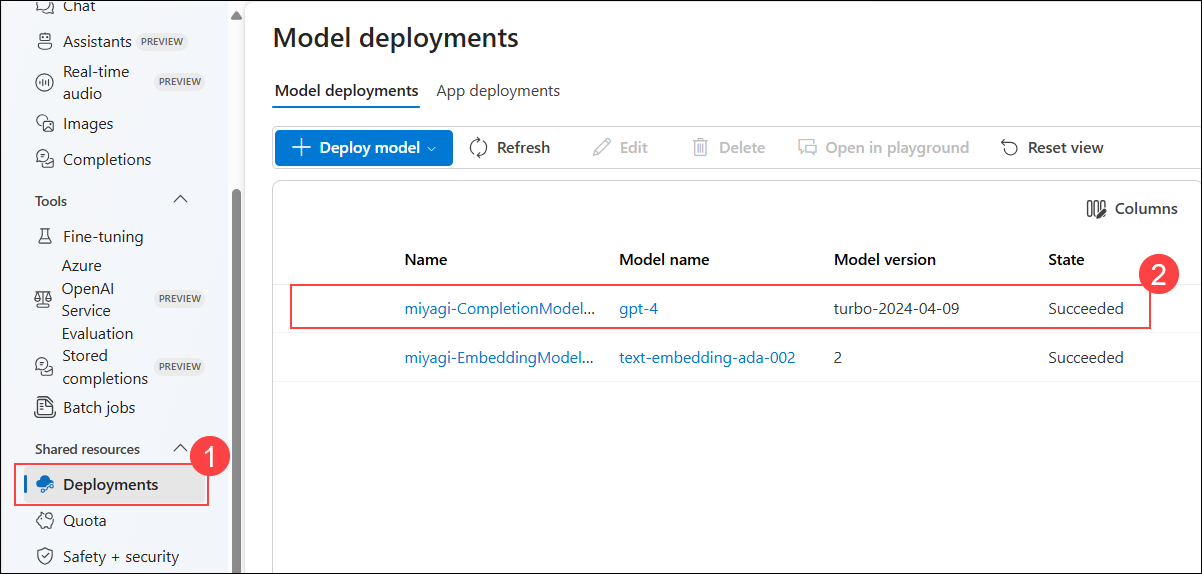 Chat
Assistants PREVIEW
Real-time
audio
PREVIEW
Images
Completions
Tools
Fine-tuning
Azure
OpenAI
Service
Evaluation
PREVIEW
Stored
completions
PREVIEW
Batch jobs
Shared resources
1
Deployments
Quota
Safety + security
Model deployments
Model deployments App deployments
Deploy model Refresh Edit Delete Open in playground Reset view
Columns
Name Model name Model version State
2
miyagi-CompletionModel... gpt-4 turbo-2024-04-09 Succeeded
miyagi-EmbeddingModel... text-embedding-ada-002 2 Succeeded